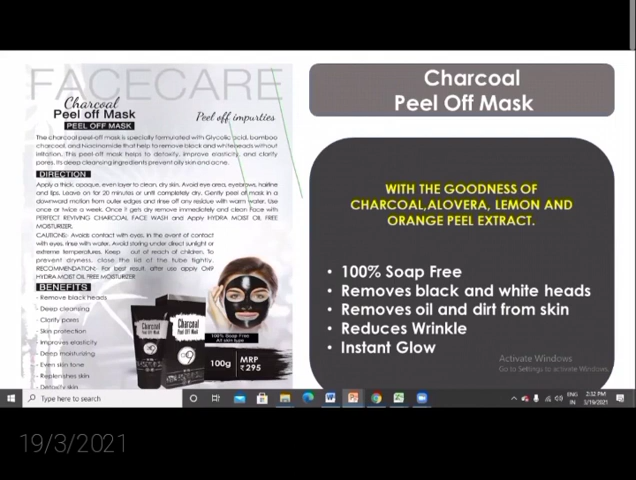 FACECARE
Charcoal
Peel off Mask
PEEL OFF MASK
Peel off impurties
The charcoal peel-off mask is specially formulated with Glycolic acid, bamboo
charcoal, and Niacinamide that help to remove black and whiteheads without
irritation. This peel-off mask helps to detoxify, improve elasticity, and clarify
pores. Its deep cleansing ingredients prevent oily skin and acne.
DIRECTION
Apply a thick, opaque, even layer to clean, dry skin. Avoid eye area, eyebrows, hairline
and lips. Leave on for 20 minutes or until completely dry. Gently peel off mask in a
downward motion from outer edges and rinse off any residue with warm water. Use
once or twice a week. Once it gets dry remove immediately and clean Face with
PERFECT REVIVING CHARCOAL FACE WASH and Apply HYDRA MOIST OIL FREE
MOISTURIZER.
CAUTIONS: Avoids contact with eyes. In the event of contact
with eyes, rinse with water. Avoid storing under direct sunlight or
extreme temperatures. Keep out of reach of children. To
prevent dryness, close the lid of the tube tightly.
RECOMMENDATION:- For best result, after use apply On9
HYDRA MOIST OIL FREE MOISTURIZER
BENEFITS
- Remove black heads
- Deep cleansing
- Clarify pores
- Skin protection
- Improves elasticity
- Deep moisturizing
- Even skin tone
- Replenishes skin
- Detoxify skin
Charcoal
Peel Off Mask
Charcoal
Peel Off Mask
100% Soap Free
All skin type
100g
MRP
₹ 295
Charcoal
Peel Off Mask
WITH THE GOODNESS OF
CHARCOAL,ALOVERA, LEMON AND
ORANGE PEEL EXTRACT.
• 100% Soap Free
• Removes black and white heads
• Removes oil and dirt from skin
• Reduces Wrinkle
• Instant Glow
Activate Windows
Go to Settings to activate Windows.
Type here to search
ENG
IN
2:32 PM
3/19/2021
19/3/2021